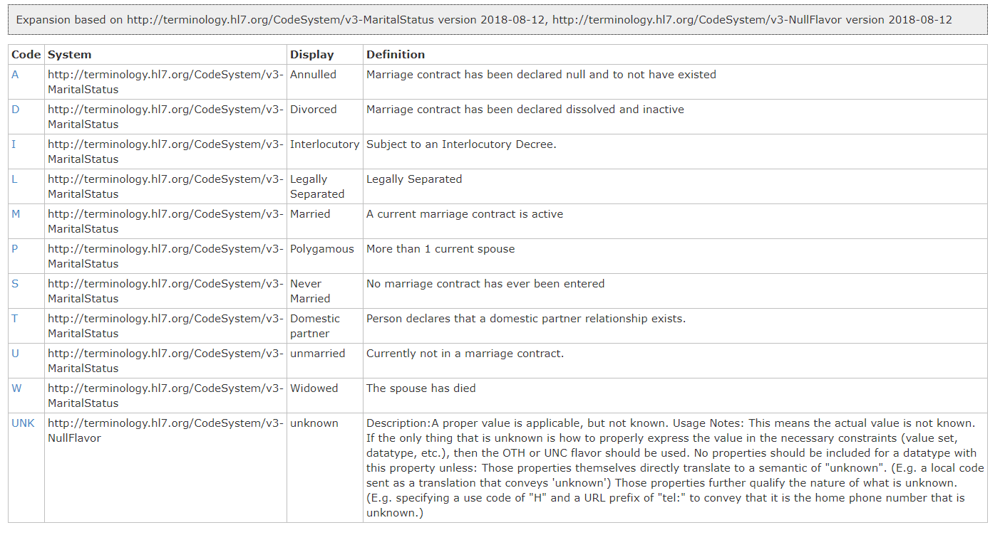 Expansion based on http://terminology.hl7.org/CodeSystem/v3-MaritalStatus version 2018-08-12, http://terminology.hl7.org/CodeSystem/v3-NullFlavor version 2018-08-12
Code System Display Definition
A http://terminology.hl7.org/CodeSystem/v3- Annulled Marriage contract has been declared null and to not have existed
MaritalStatus
D http://terminology.hl7.org/CodeSystem/v3- Divorced Marriage contract has been declared dissolved and inactive
MaritalStatus
I http://terminology.hl7.org/CodeSystem/v3- Interlocutory Subject to an Interlocutory Decree.
MaritalStatus
L http://terminology.hl7.org/CodeSystem/v3- Legally Legally Separated
MaritalStatus Separated
M http://terminology.hl7.org/CodeSystem/v3- Married A current marriage contract is active
MaritalStatus
P http://terminology.hl7.org/CodeSystem/v3- Polygamous More than 1 current spouse
MaritalStatus
S http://terminology.hl7.org/CodeSystem/v3- Never No marriage contract has ever been entered
MaritalStatus Married
T http://terminology.hl7.org/CodeSystem/v3- Domestic Person declares that a domestic partner relationship exists.
MaritalStatus partner
U http://terminology.hl7.org/CodeSystem/v3- unmarried Currently not in a marriage contract.
MaritalStatus
W http://terminology.hl7.org/CodeSystem/v3- Widowed The spouse has died
MaritalStatus
UNK http://terminology.hl7.org/CodeSystem/v3- unknown Description:A proper value is applicable, but not known. Usage Notes: This means the actual value is not known.
NullFlavor If the only thing that is unknown is how to properly express the value in the necessary constraints (value set,
datatype, etc.), then the OTH or UNC flavor should be used. No properties should be included for a datatype with
this property unless: Those properties themselves directly translate to a semantic of "unknown". (E.g. a local code
sent as a translation that conveys 'unknown') Those properties further qualify the nature of what is unknown.
(E.g. specifying a use code of "H" and a URL prefix of "tel:" to convey that it is the home phone number that is
unknown.)